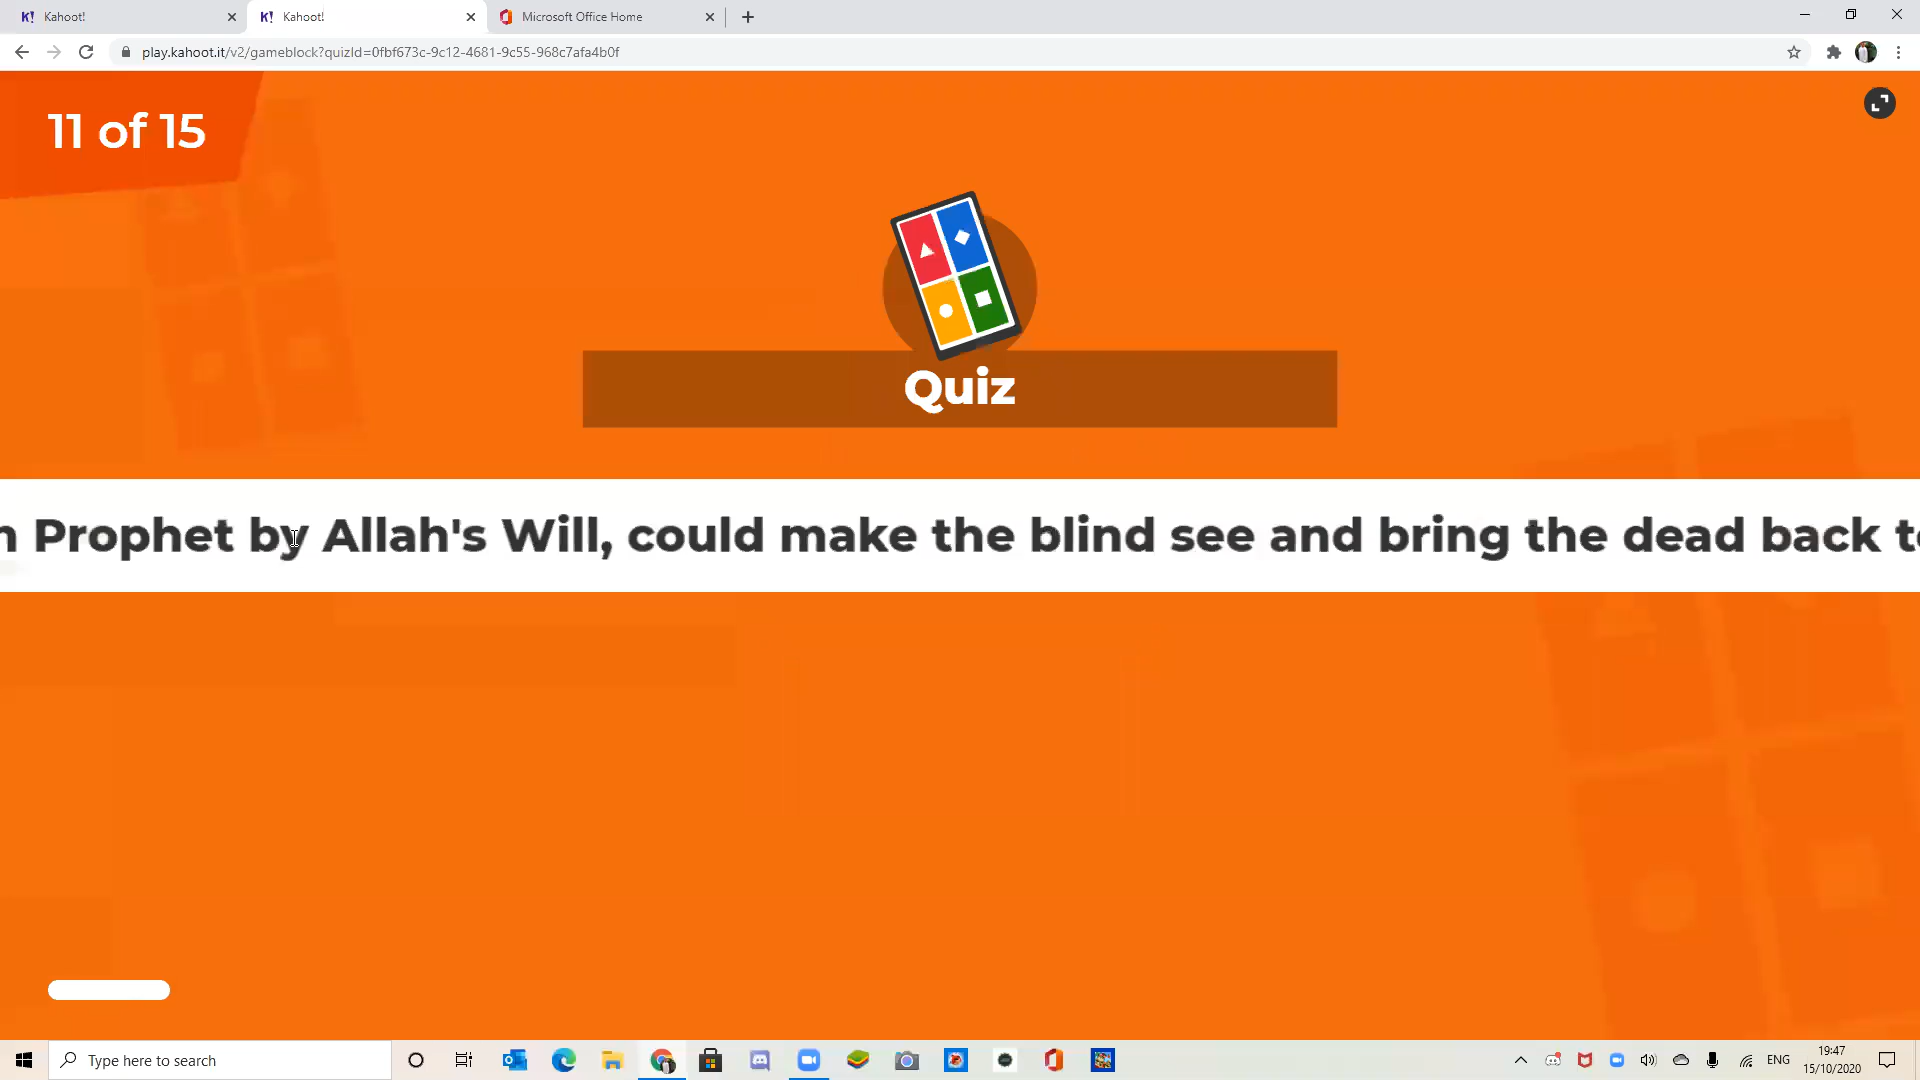 Kahoot!
Kahoot!
Microsoft Office Home
play.kahoot.it/v2/gameblock?quizId=0fbf673c-9c12-4681-9c55-968c7afa4b0f
11 of 15
Quiz
Prophet by Allah's Will, could make the blind see and bring the dead back
Type here to search
ENG
19:47
15/10/2020